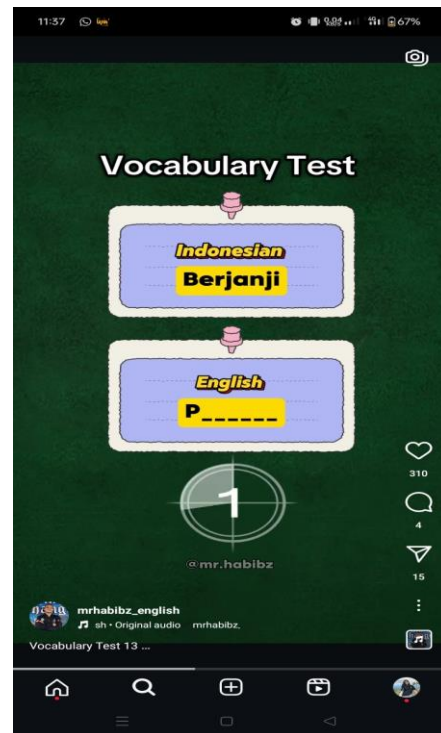 11:37 67%
Vocabulary Test
Indonesian
Berjanji
English
P______
1
@mr.habibz
310
4
15
mrhabibz_english
sh • Original audio mrhabibz_
Vocabulary Test 13 ...